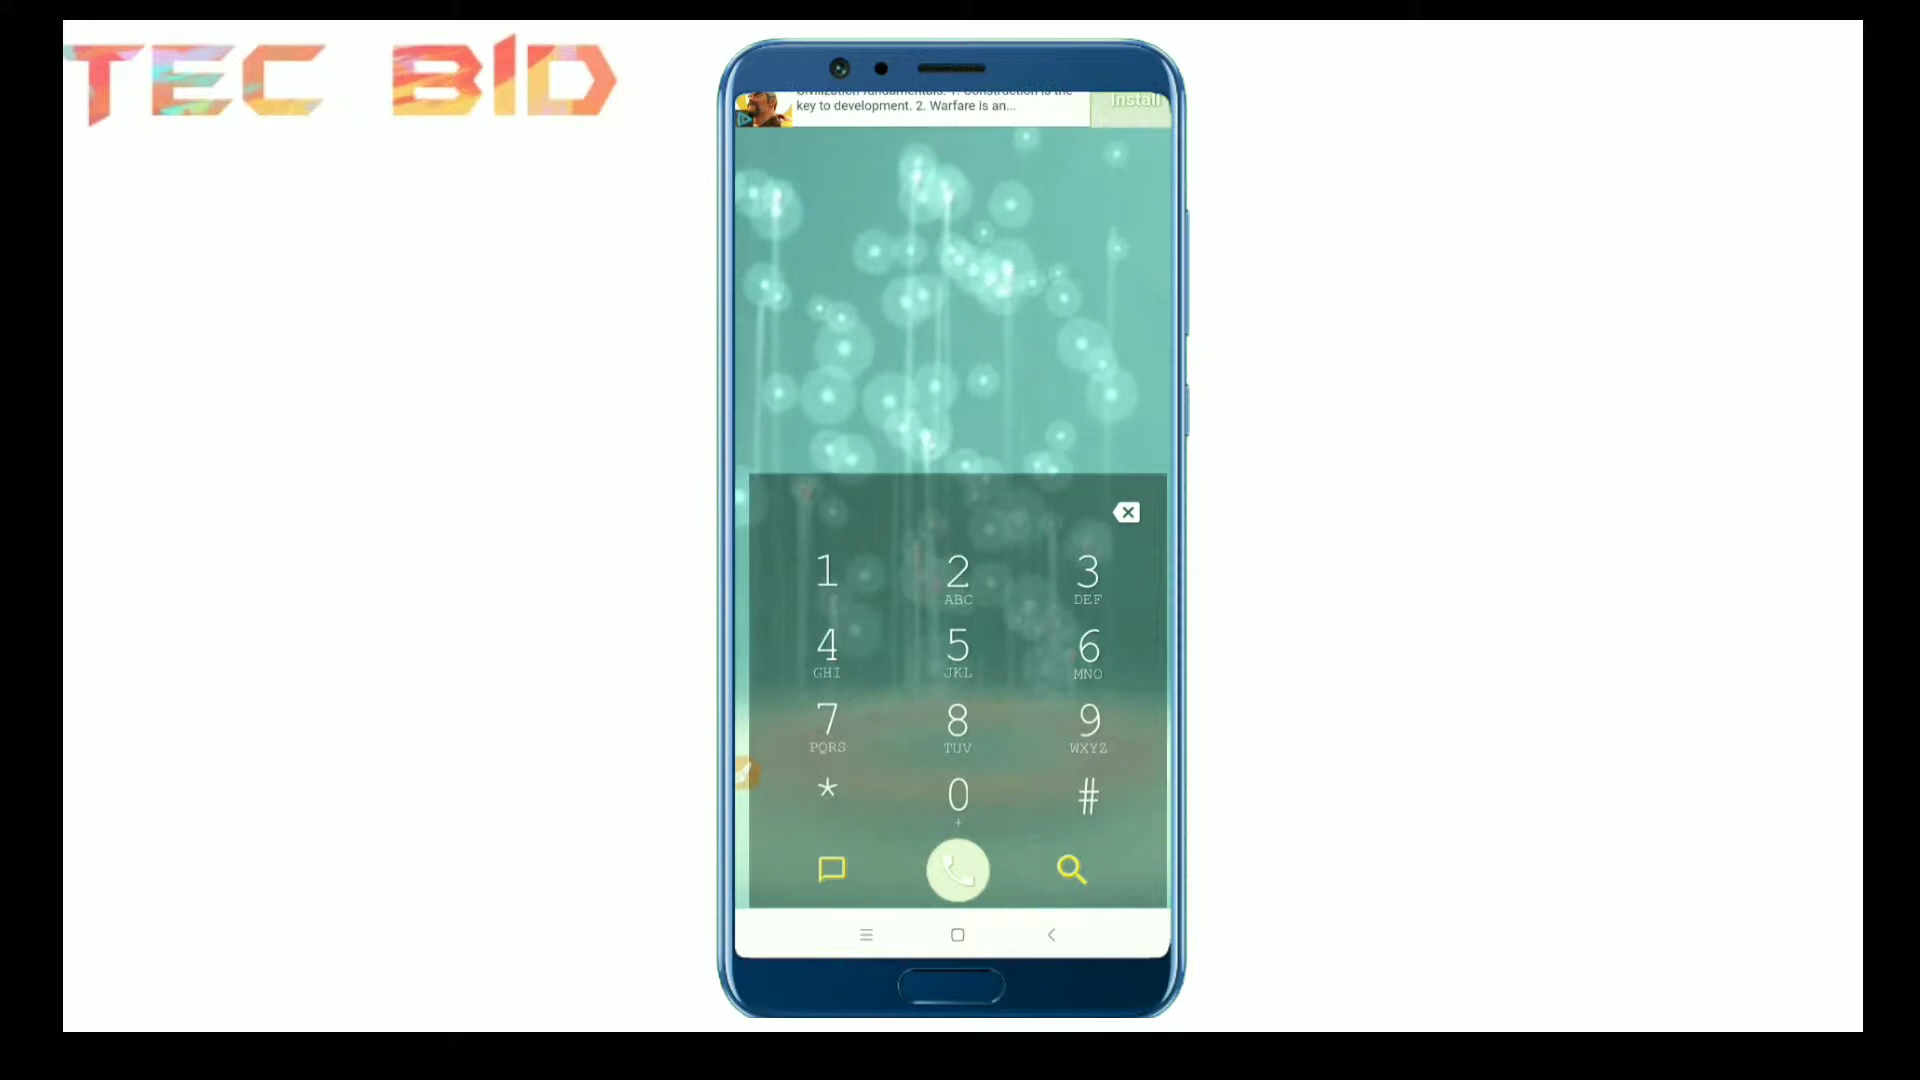 TEC BID
Civilization fundamentals. 1. Construction is the
key to development. 2. Warfare is an...
Install
1 2 3
ABC DEF
4 5 6
GHI JKL MNO
7 8 9
PQRS TUV WXYZ
* 0 #
+